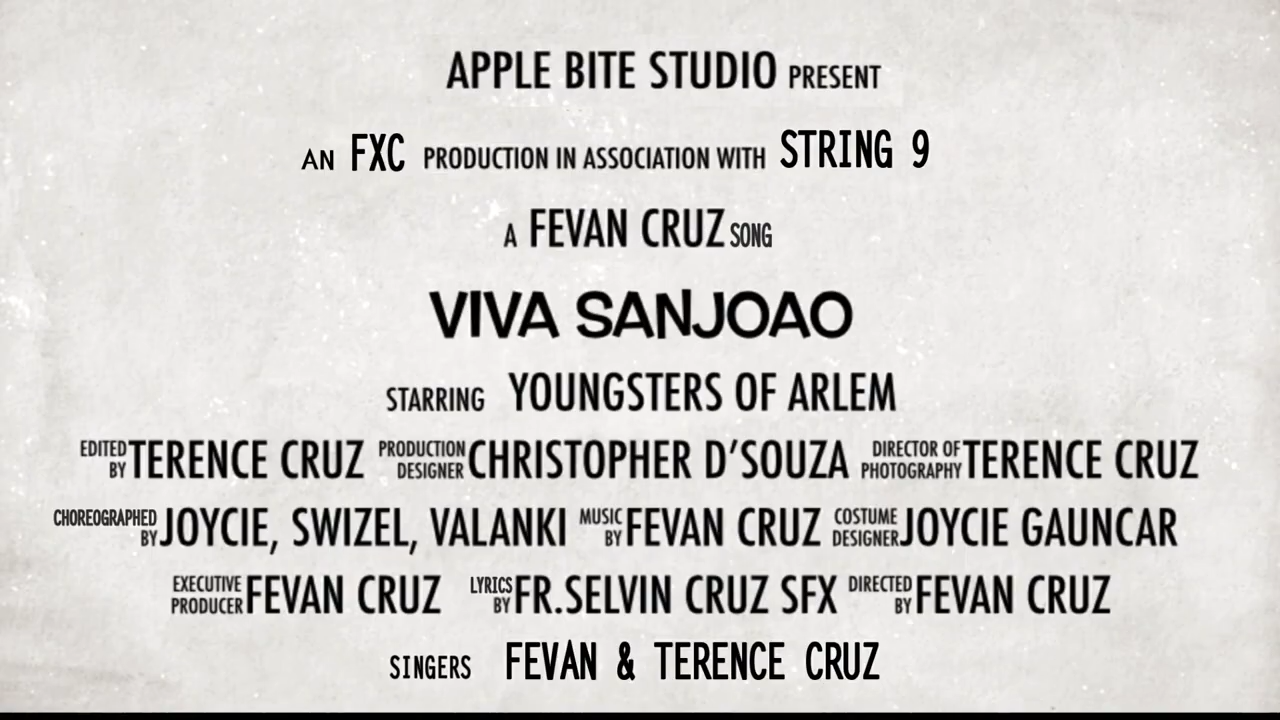 APPLE BITE STUDIO PRESENT
AN FXC PRODUCTION IN ASSOCIATION WITH STRING 9
A FEVAN CRUZ SONG
VIVA SANJOAO
STARRING YOUNGSTERS OF ARLEM
EDITED BY TERENCE CRUZ PRODUCTION DESIGNER CHRISTOPHER D'SOUZA DIRECTOR OF PHOTOGRAPHY TERENCE CRUZ
CHOREOGRAPHED BY JOYCIE, SWIZEL, VALANKI MUSIC BY FEVAN CRUZ COSTUME DESIGNER JOYCIE GAUNCAR
EXECUTIVE PRODUCER FEVAN CRUZ LYRICS BY FR.SELVIN CRUZ SFX DIRECTED BY FEVAN CRUZ
SINGERS FEVAN & TERENCE CRUZ